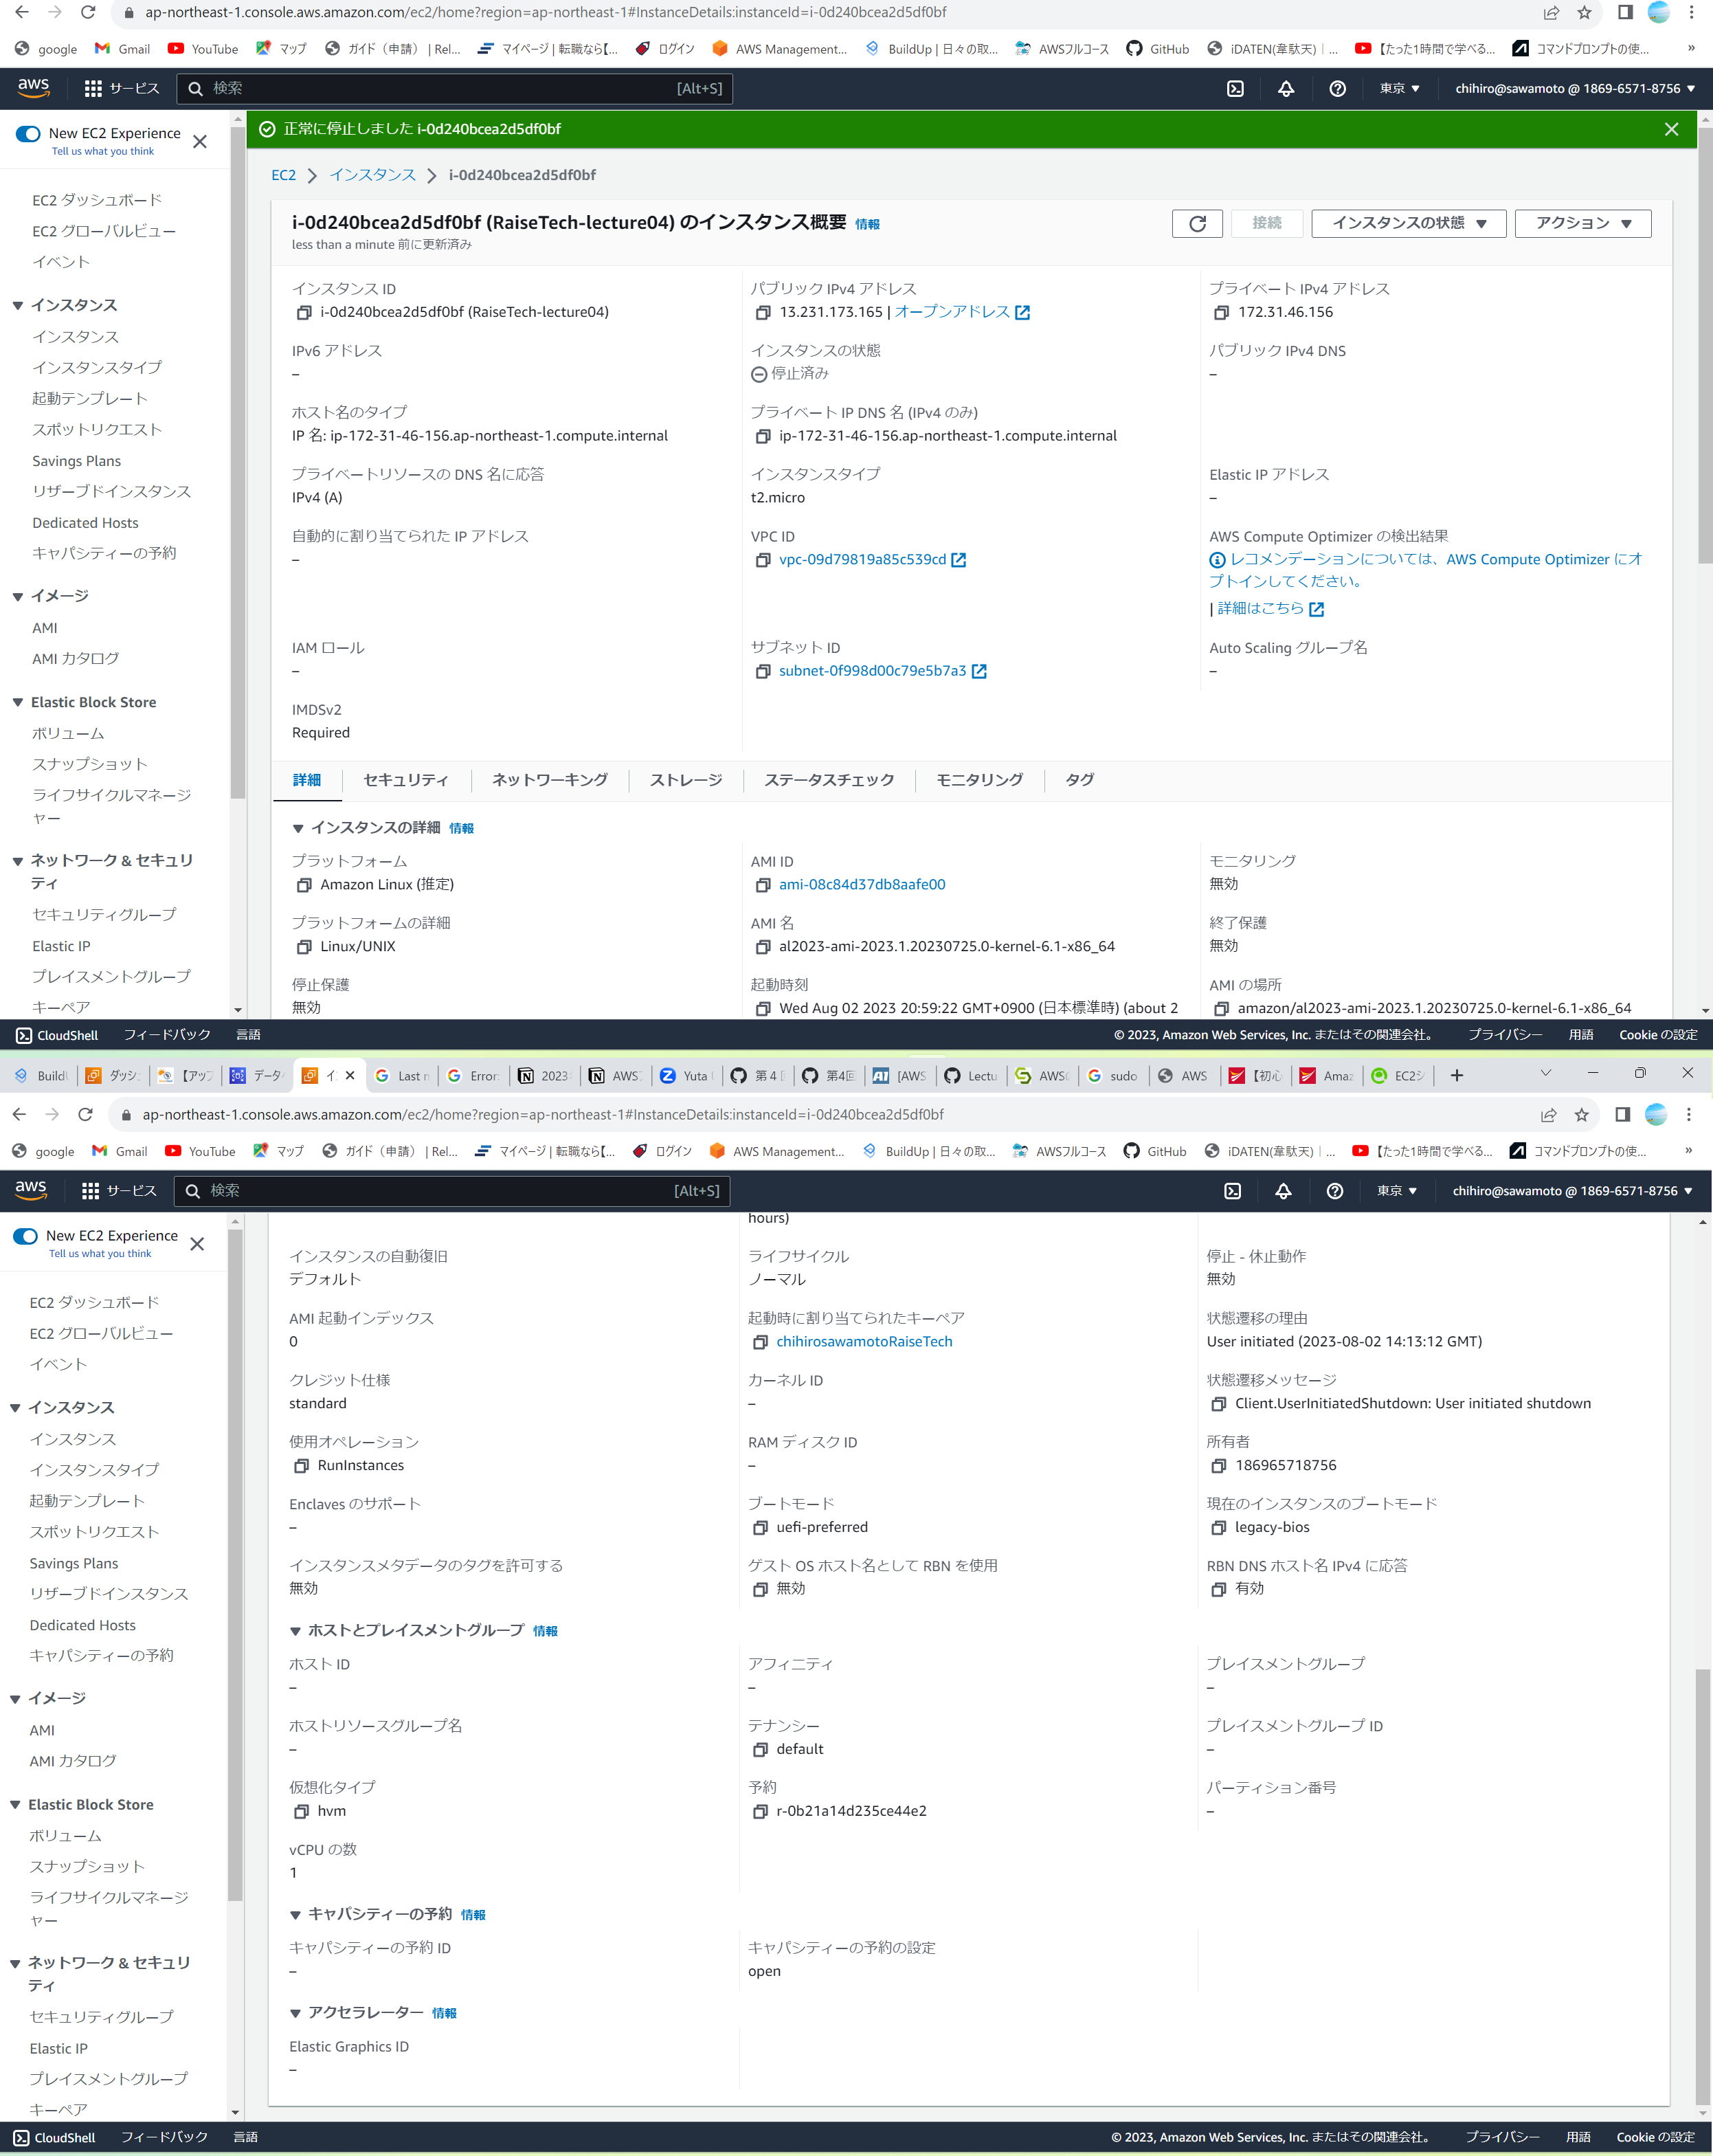 ap-northeast-1.console.aws.amazon.com/ec2/home?region=ap-northeast-1#InstanceDetails:instanceId=i-0d240bcea2d5df0bf
google Gmail YouTube マップ ガイド（申請）| Rel... マイページ | 転職なら【... ログイン AWS Management... BuildUp | 日々の取... AWSフルコース GitHub iDATEN(韋駄天) | ... 【たった1時間で学べる... コマンドプロンプトの使... »
aws サービス 検索 [Alt+S] 東京 ▼ chihiro@sawamoto @ 1869-6571-8756 ▼
New EC2 Experience
Tell us what you think
EC2 ダッシュボード
EC2 グローバルビュー
イベント
▼ インスタンス
インスタンス
インスタンスタイプ
起動テンプレート
スポットリクエスト
Savings Plans
リザーブドインスタンス
Dedicated Hosts
キャパシティーの予約
▼ イメージ
AMI
AMI カタログ
▼ Elastic Block Store
ボリューム
スナップショット
ライフサイクルマネージ
ャー
▼ ネットワーク & セキュリ
ティ
セキュリティグループ
Elastic IP
プレイスメントグループ
キーペア
正常に停止しました i-0d240bcea2d5df0bf
EC2 > インスタンス > i-0d240bcea2d5df0bf
i-0d240bcea2d5df0bf (RaiseTech-lecture04) のインスタンス概要 情報
less than a minute 前に更新済み
接続 インスタンスの状態 ▼ アクション ▼
インスタンス ID パブリック IPv4 アドレス プライベート IPv4 アドレス
i-0d240bcea2d5df0bf (RaiseTech-lecture04) 13.231.173.165 | オープンアドレス 172.31.46.156
IPv6 アドレス インスタンスの状態 パブリック IPv4 DNS
– 停止済み –
ホスト名のタイプ プライベート IP DNS 名 (IPv4 のみ)
IP 名: ip-172-31-46-156.ap-northeast-1.compute.internal ip-172-31-46-156.ap-northeast-1.compute.internal
プライベートリソースの DNS 名に応答 インスタンスタイプ Elastic IP アドレス
IPv4 (A) t2.micro –
自動的に割り当てられた IP アドレス VPC ID AWS Compute Optimizer の検出結果
– vpc-09d79819a85c539cd レコメンデーションについては、AWS Compute Optimizer にオ
プトインしてください。
| 詳細はこちら
IAM ロール サブネット ID Auto Scaling グループ名
– subnet-0f998d00c79e5b7a3 –
IMDSv2
Required
詳細 セキュリティ ネットワーキング ストレージ ステータスチェック モニタリング タグ
▼ インスタンスの詳細 情報
プラットフォーム AMI ID モニタリング
Amazon Linux (推定) ami-08c84d37db8aafe00 無効
プラットフォームの詳細 AMI 名 終了保護
Linux/UNIX al2023-ami-2023.1.20230725.0-kernel-6.1-x86_64 無効
停止保護 起動時刻 AMI の場所
無効 Wed Aug 02 2023 20:59:22 GMT+0900 (日本標準時) (about 2 amazon/al2023-ami-2023.1.20230725.0-kernel-6.1-x86_64
CloudShell フィードバック 言語 © 2023, Amazon Web Services, Inc. またはその関連会社。 プライバシー 用語 Cookie の設定
Build ダッシ 【アップ データ イ Last n Error: 2023 AWS Yuta 第 4 第4回 [AWS Lectu AWS sudo AWS 【初心 Amaz EC2
ap-northeast-1.console.aws.amazon.com/ec2/home?region=ap-northeast-1#InstanceDetails:instanceId=i-0d240bcea2d5df0bf
google Gmail YouTube マップ ガイド（申請）| Rel... マイページ | 転職なら【... ログイン AWS Management... BuildUp | 日々の取... AWSフルコース GitHub iDATEN(韋駄天) | ... 【たった1時間で学べる... コマンドプロンプトの使... »
aws サービス 検索 [Alt+S] 東京 ▼ chihiro@sawamoto @ 1869-6571-8756 ▼
New EC2 Experience
Tell us what you think
EC2 ダッシュボード
EC2 グローバルビュー
イベント
▼ インスタンス
インスタンス
インスタンスタイプ
起動テンプレート
スポットリクエスト
Savings Plans
リザーブドインスタンス
Dedicated Hosts
キャパシティーの予約
▼ イメージ
AMI
AMI カタログ
▼ Elastic Block Store
ボリューム
スナップショット
ライフサイクルマネージ
ャー
▼ ネットワーク & セキュリ
ティ
セキュリティグループ
Elastic IP
プレイスメントグループ
キーペア
hours)
インスタンスの自動復旧 ライフサイクル 停止 - 休止動作
デフォルト ノーマル 無効
AMI 起動インデックス 起動時に割り当てられたキーペア 状態遷移の理由
0 chihirosawamotoRaiseTech User initiated (2023-08-02 14:13:12 GMT)
クレジット仕様 カーネル ID 状態遷移メッセージ
standard – Client.UserInitiatedShutdown: User initiated shutdown
使用オペレーション RAM ディスク ID 所有者
RunInstances – 186965718756
Enclaves のサポート ブートモード 現在のインスタンスのブートモード
– uefi-preferred legacy-bios
インスタンスメタデータのタグを許可する ゲスト OS ホスト名として RBN を使用 RBN DNS ホスト名 IPv4 に応答
無効 無効 有効
▼ ホストとプレイスメントグループ 情報
ホスト ID アフィニティ プレイスメントグループ
– – –
ホストリソースグループ名 テナンシー プレイスメントグループ ID
– default –
仮想化タイプ 予約 パーティション番号
hvm r-0b21a14d235ce44e2 –
vCPU の数
1
▼ キャパシティーの予約 情報
キャパシティーの予約 ID キャパシティーの予約の設定
– open
▼ アクセラレーター 情報
Elastic Graphics ID
–
CloudShell フィードバック 言語 © 2023, Amazon Web Services, Inc. またはその関連会社。 プライバシー 用語 Cookie の設定